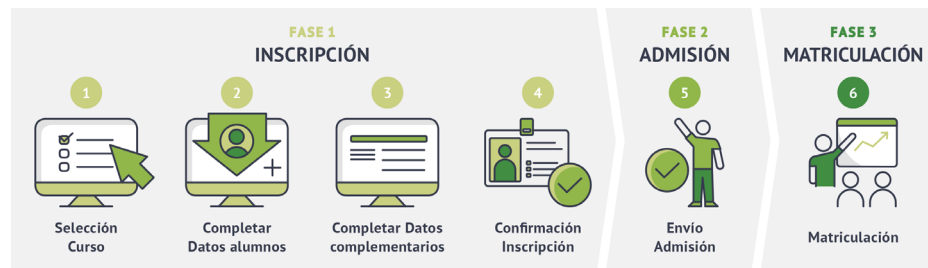 FASE 1
INSCRIPCIÓN
1
2
3
4
Selección
Curso
Completar
Datos alumnos
Completar Datos
complementarios
Confirmación
Inscripción
FASE 2
ADMISIÓN
5
Envío
Admisión
FASE 3
MATRICULACIÓN
6
Matriculación